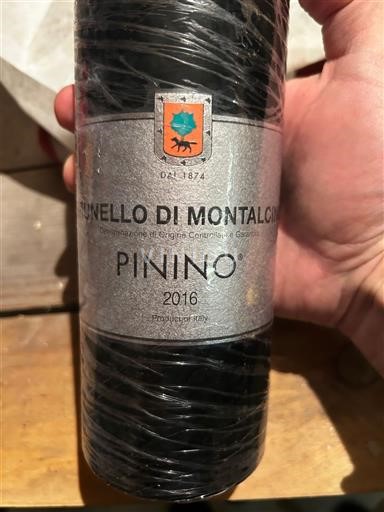 DAL 1874
UNELLO DI MONTALCIN
Denominazione di Origine Controllata e Garantita
PININO®
2016
Product of Italy